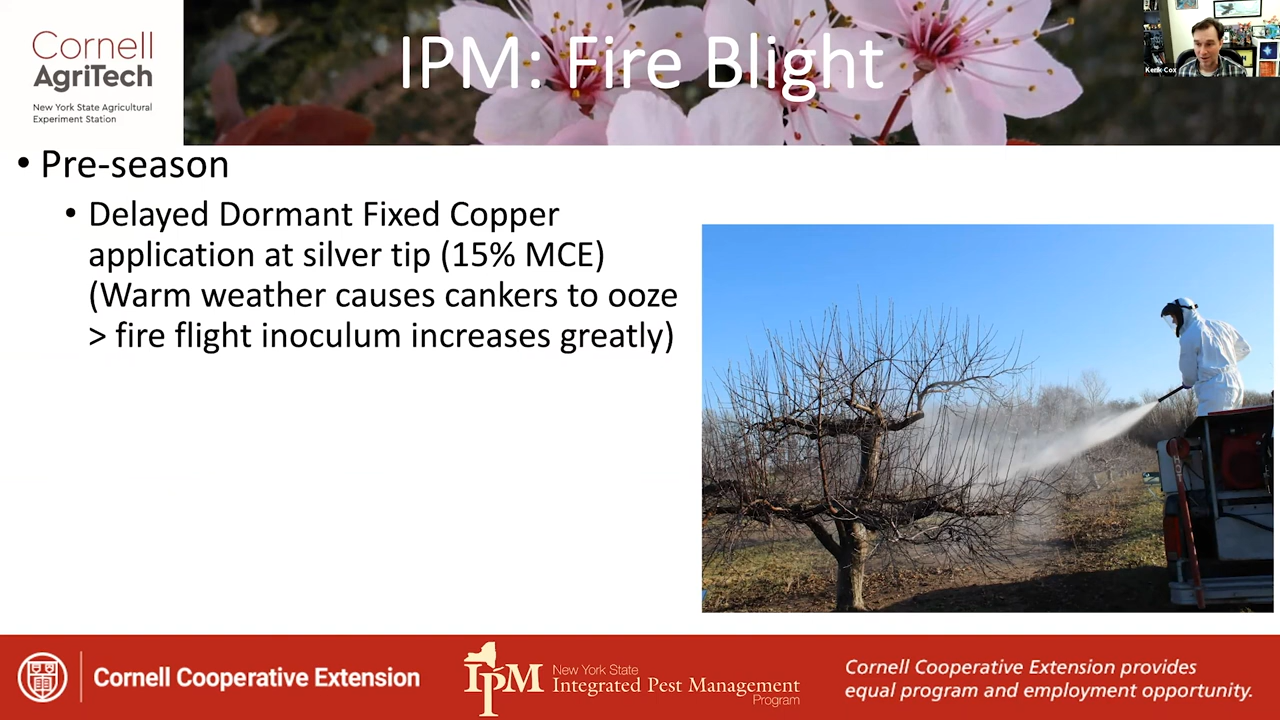 Cornell
AgriTech
New York State Agricultural
Experiment Station
IPM: Fire Blight
Kerik Cox
• Pre-season
• Delayed Dormant Fixed Copper
application at silver tip (15% MCE)
(Warm weather causes cankers to ooze
> fire flight inoculum increases greatly)
Cornell Cooperative Extension
IPM
New York State
Integrated Pest Management
Program
Cornell Cooperative Extension provides
equal program and employment opportunity.